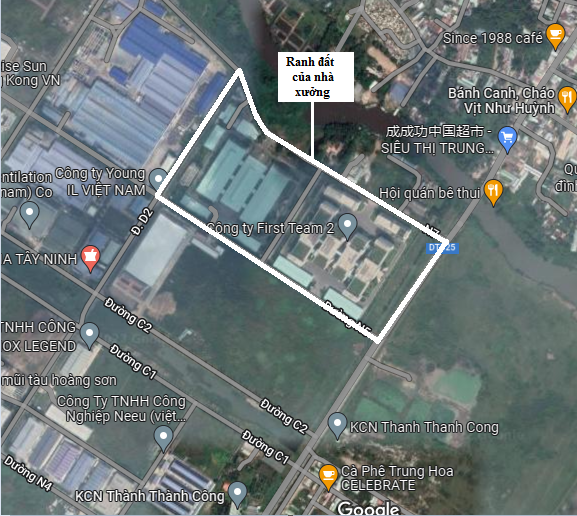 Since 1988 café
Ranh đất
của nhà
xưởng
ise Sun
Kong VN
Bánh Canh, Cháo
Vịt Như Huỳnh
成成功中国超市 -
SIÊU THỊ TRUNG...
Công ty Young
IL VIỆT NAM
entilation
nam) Co
Hội quán bê thui
Đ. D2
Công ty First Team 2
N7
A TÂY NINH
Đường N5
Đường C2
TNHH CÔNG
OX LEGEND
Đường C1
mũi tàu hoàng sơn
Công Ty TNHH Công
Nghiệp Neeu (việt...
Đường C2
KCN Thanh Thanh Cong
Đường C1
Đường N4
Cà Phê Trung Hoa
CELEBRATE
KCN Thành Thành Công
Google